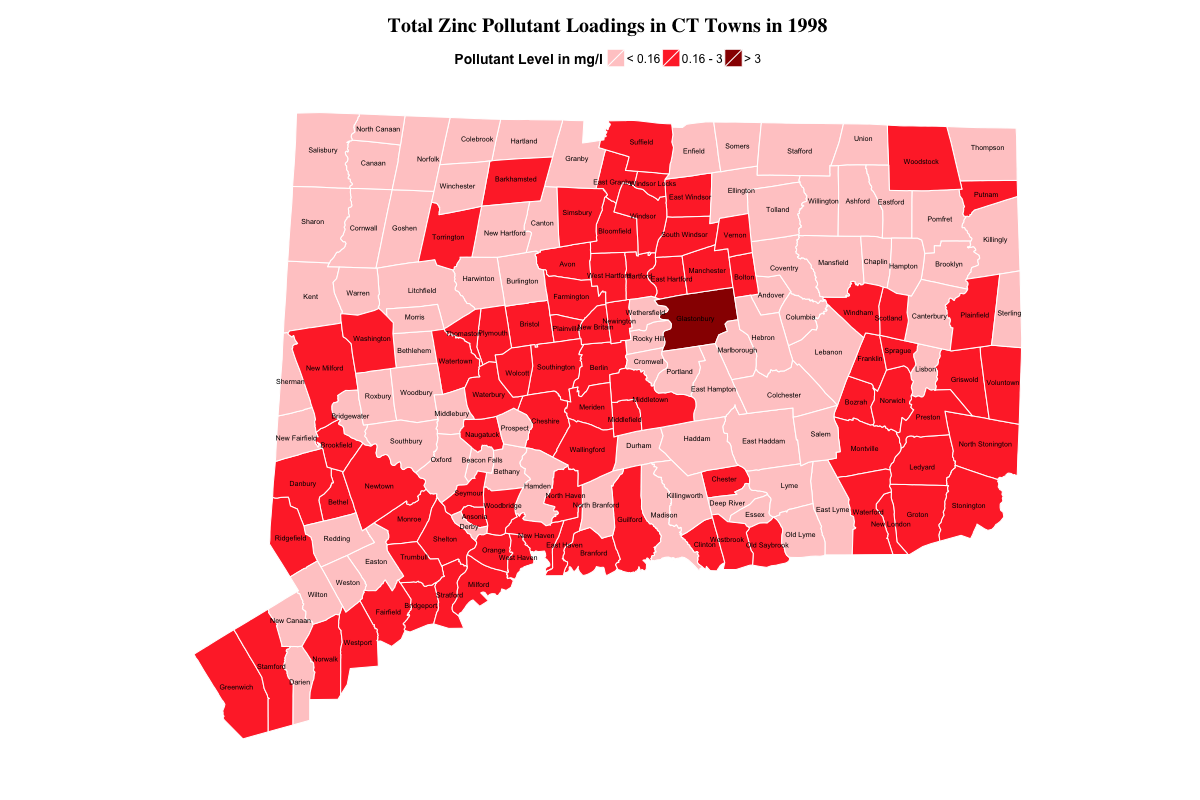 Total Zinc Pollutant Loadings in CT Towns in 1998
Pollutant Level in mg/l < 0.16 0.16 - 3 > 3
North Canaan
Colebrook
Hartland
Salisbury
Canaan
Norfolk
Granby
Suffield
Enfield
Somers
Stafford
Union
Woodstock
Thompson
Winchester
Barkhamsted
East Granby
Windsor Locks
East Windsor
Ellington
Willington
Ashford
Eastford
Putnam
Sharon
Cornwall
Goshen
Torrington
New Hartford
Canton
Simsbury
Bloomfield
Windsor
South Windsor
Vernon
Tolland
Pomfret
Killingly
Kent
Warren
Litchfield
Harwinton
Burlington
Avon
West Hartford
Hartford
East Hartford
Manchester
Bolton
Coventry
Mansfield
Chaplin
Hampton
Brooklyn
Washington
Morris
Farmington
Wethersfield
Glastonbury
Andover
Columbia
Windham
Scotland
Canterbury
Plainfield
Sterling
Thomaston
Plymouth
Bristol
Plainville
New Britain
Newington
Rocky Hill
Hebron
Marlborough
Lebanon
Franklin
Sprague
Lisbon
Griswold
Voluntown
New Milford
Bethlehem
Watertown
Wolcott
Southington
Berlin
Cromwell
Portland
Sherman
Roxbury
Woodbury
Waterbury
Middletown
East Hampton
Colchester
Bozrah
Norwich
Preston
Bridgewater
Middlebury
Cheshire
Meriden
Middlefield
New Fairfield
Brookfield
Southbury
Naugatuck
Prospect
Wallingford
Durham
Haddam
East Haddam
Salem
Montville
Ledyard
North Stonington
Danbury
Bethel
Newtown
Oxford
Beacon Falls
Bethany
Hamden
Seymour
Woodbridge
North Haven
North Branford
Guilford
Madison
Killingworth
Chester
Deep River
Essex
Lyme
East Lyme
Waterford
New London
Groton
Stonington
Ridgefield
Redding
Monroe
Ansonia
Derby
Shelton
Orange
New Haven
West Haven
East Haven
Branford
Clinton
Westbrook
Old Saybrook
Old Lyme
Easton
Trumbull
Weston
Wilton
Fairfield
Bridgeport
Stratford
Milford
New Canaan
Westport
Norwalk
Stamford
Darien
Greenwich